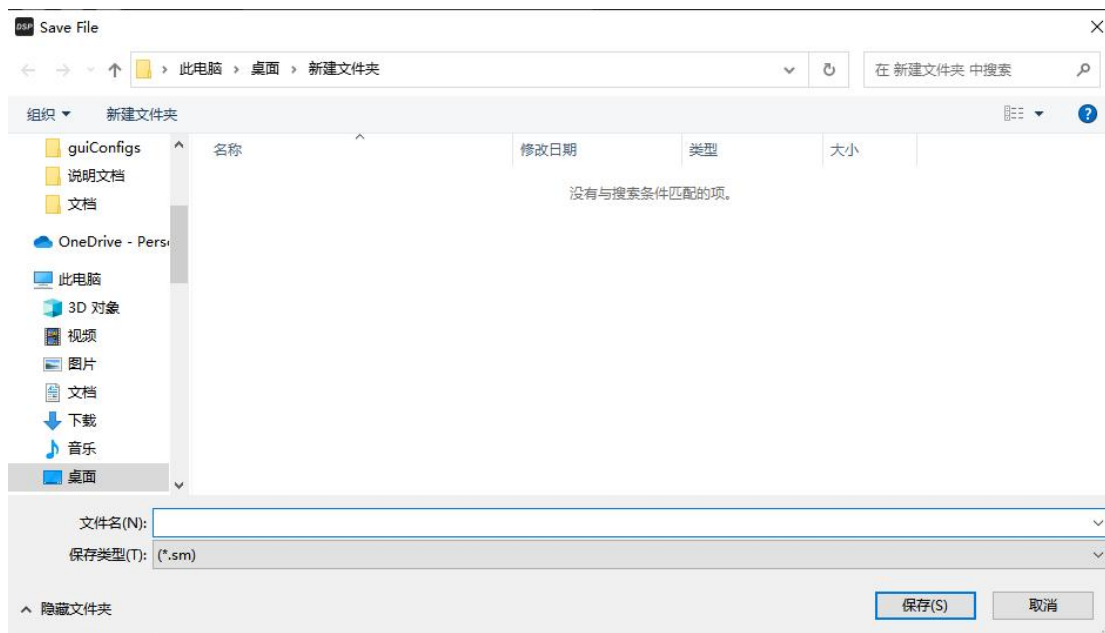 DSP Save File
此电脑 > 桌面 > 新建文件夹
在 新建文件夹 中搜索
组织 新建文件夹
名称 修改日期 类型 大小
没有与搜索条件匹配的项。
guiConfigs
说明文档
文档
OneDrive - Pers
此电脑
3D 对象
视频
图片
文档
下载
音乐
桌面
文件名(N):
保存类型(T): (*.sm)
隐藏文件夹 保存(S) 取消